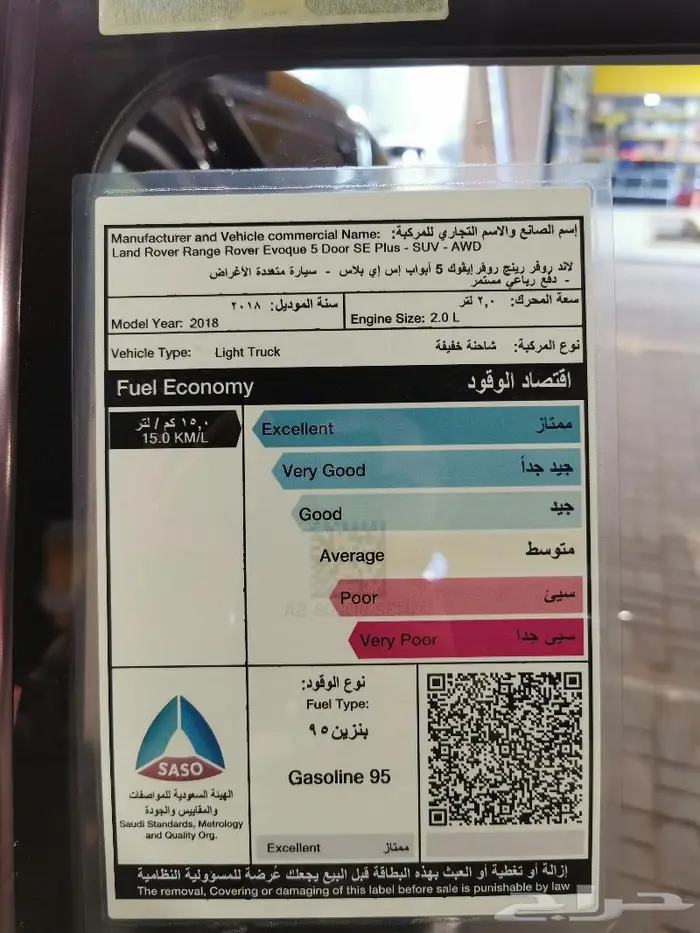 Manufacturer and Vehicle commercial Name: إسم الصانع والاسم التجاري للمركبة:
Land Rover Range Rover Evoque 5 Door SE Plus - SUV - AWD
لاند روفر رينج روفر إيفوك 5 أبواب إس إي بلاس - سيارة متعددة الأغراض
- دفع رباعي مستمر
سنة الموديل: ٢٠١٨
Model Year: 2018
سعة المحرك: ٢,٠ لتر
Engine Size: 2.0 L
Vehicle Type: Light Truck نوع المركبة: شاحنة خفيفة
Fuel Economy اقتصاد الوقود
١٥,٠ كم / لتر
15.0 KM/L
Excellent ممتاز
Very Good جيد جداً
Good جيد
Average متوسط
Poor سيئ
Very Poor سيئ جدا
SASO
الهيئة السعودية للمواصفات
والمقاييس والجودة
Saudi Standards, Metrology
and Quality Org.
نوع الوقود:
Fuel Type:
بنزين ٩٥
Gasoline 95
Excellent ممتاز
إزالة أو تغطية أو العبث بهذه البطاقة قبل البيع يجعلك عُرضة للمسؤولية النظامية
The removal, Covering or damaging of this label before sale is punishable by law
حراج